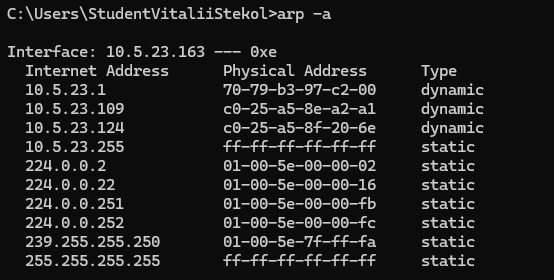 C:\Users\StudentVitaliiStekol>arp -a
Interface: 10.5.23.163 --- 0xe
Internet Address Physical Address Type
10.5.23.1 70-79-b3-97-c2-00 dynamic
10.5.23.109 c0-25-a5-8e-a2-a1 dynamic
10.5.23.124 c0-25-a5-8f-20-6e dynamic
10.5.23.255 ff-ff-ff-ff-ff-ff static
224.0.0.2 01-00-5e-00-00-02 static
224.0.0.22 01-00-5e-00-00-16 static
224.0.0.251 01-00-5e-00-00-fb static
224.0.0.252 01-00-5e-00-00-fc static
239.255.255.250 01-00-5e-7f-ff-fa static
255.255.255.255 ff-ff-ff-ff-ff-ff static